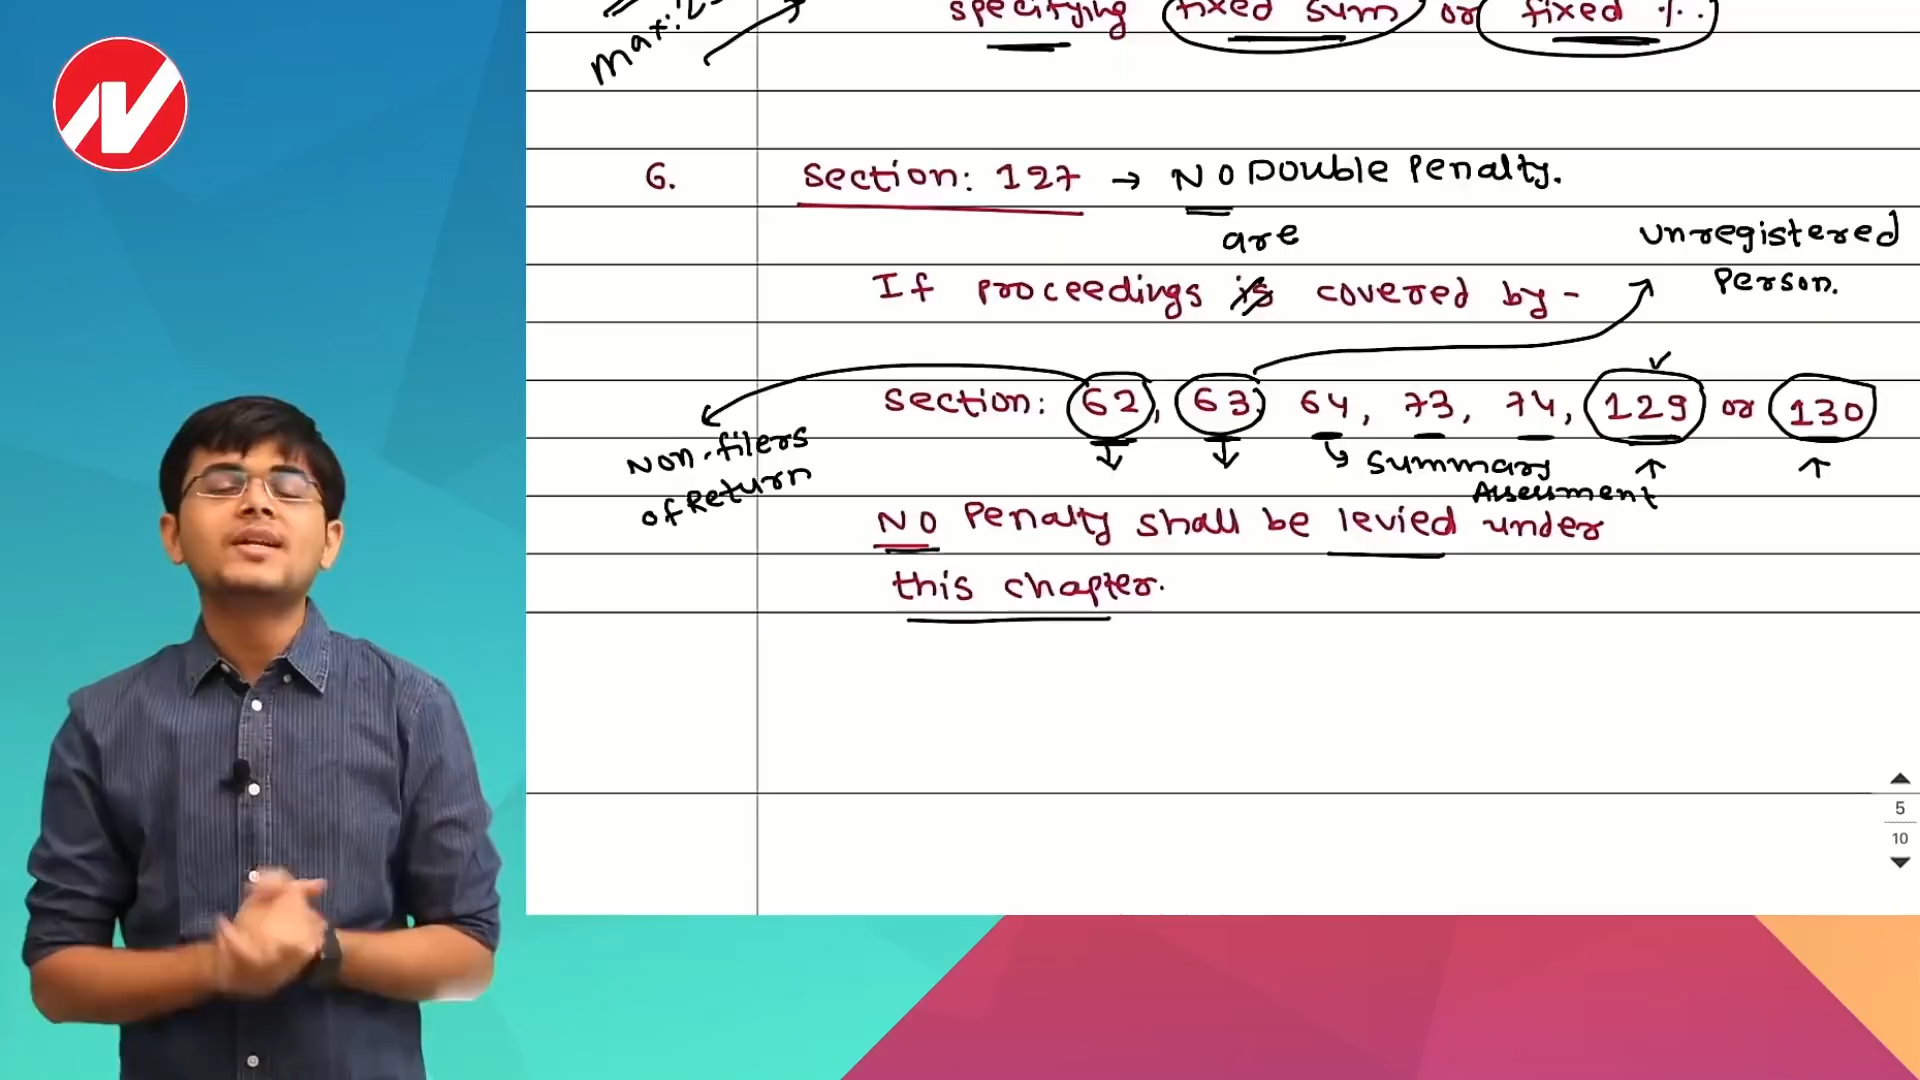 specifying fixed sum or fixed %.
Max:
6. Section: 127 → NO Double Penalty.
are
unregistered
Person.
If proceedings is covered by -
Section: 62, 63, 64, 73, 74, 129 or 130
Non-filers
of Return
Summary
Assessment
NO Penalty shall be levied under
this chapter.
5
10